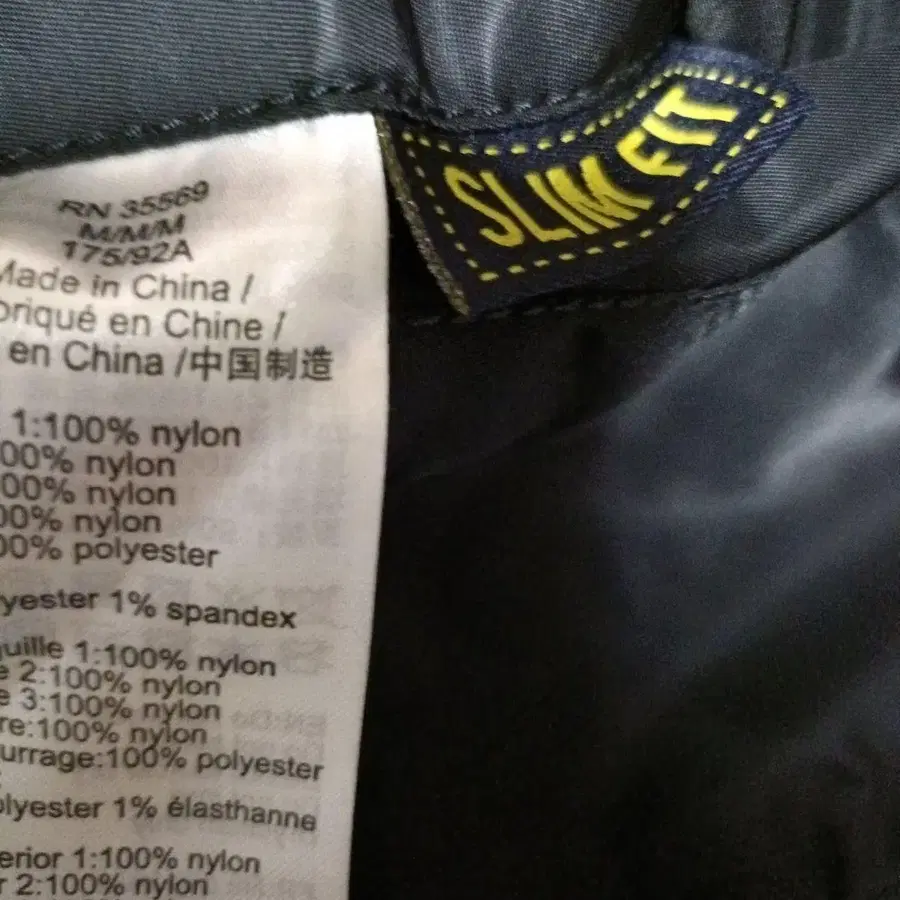 SLIM FIT
RN 35569
M/M/M
175/92A
Made in China /
en Chine /
en China /中国制造
1:100% nylon
00% nylon
00% nylon
00% nylon
00% polyester
yester 1% spandex
uille 1:100% nylon
e 2:100% nylon
e 3:100% nylon
re:100% nylon
urrage:100% polyester
lyester 1% élasthanne
erior 1:100% nylon
r 2:100% nylon